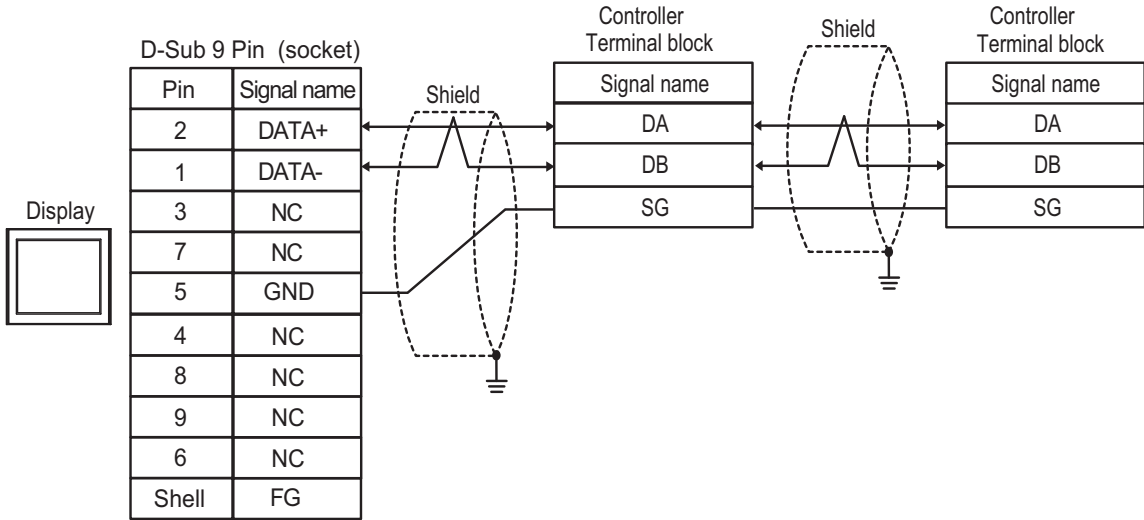 D-Sub 9 Pin (socket)
Pin Signal name
2 DATA+
1 DATA-
3 NC
7 NC
5 GND
4 NC
8 NC
9 NC
6 NC
Shell FG
Display
Shield
Controller
Terminal block
Signal name
DA
DB
SG
Shield
Controller
Terminal block
Signal name
DA
DB
SG